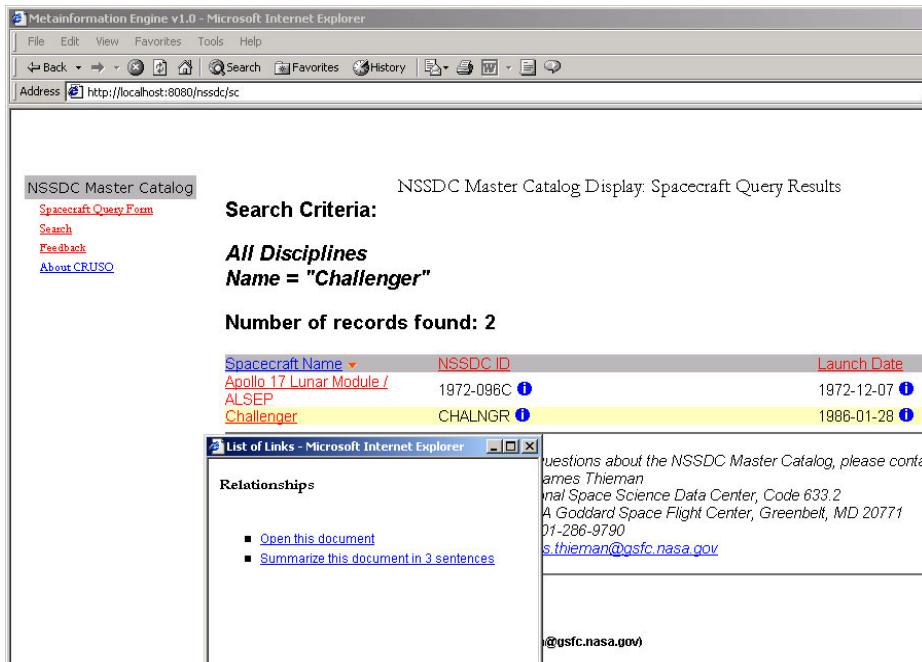 Metainformation Engine v1.0 - Microsoft Internet Explorer
File Edit View Favorites Tools Help
Back Search Favorites History
Address http://localhost:8080/nssdc/sc
NSSDC Master Catalog
Spacecraft Query Form
Search
Feedback
About CRUSO
NSSDC Master Catalog Display: Spacecraft Query Results
Search Criteria:
All Disciplines
Name = "Challenger"
Number of records found: 2
Spacecraft Name NSSDC ID Launch Date
Apollo 17 Lunar Module /
ALSEP 1972-096C 1972-12-07
Challenger CHALNGR 1986-01-28
List of Links - Microsoft Internet Explorer
Relationships
Open this document
Summarize this document in 3 sentences
uestions about the NSSDC Master Catalog, please conta
ames Thieman
onal Space Science Data Center, Code 633.2
A Goddard Space Flight Center, Greenbelt, MD 20771
01-286-9790
s.thieman@gsfc.nasa.gov
@gsfc.nasa.gov)